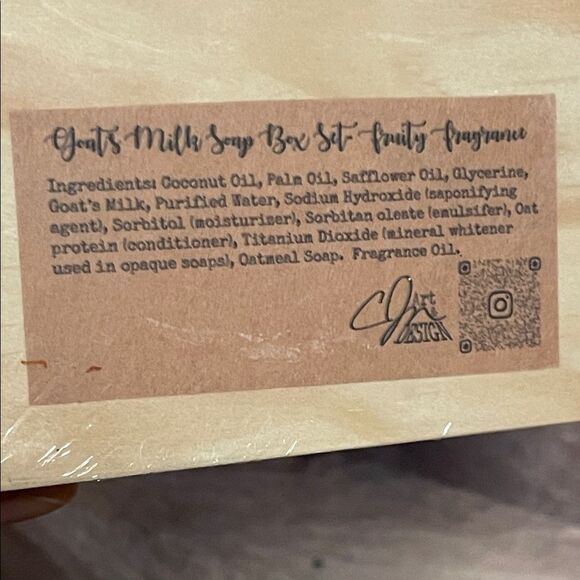 Goat's Milk Soap Box Set- fruity fragrance
Ingredients: Coconut Oil, Palm Oil, Safflower Oil, Glycerine,
Goat's Milk, Purified Water, Sodium Hydroxide (saponifying
agent), Sorbitol (moisturiser), Sorbitan oleate (emulsifer), Oat
protein (conditioner), Titanium Dioxide (mineral whitener
used in opaque soaps), Oatmeal Soap. Fragrance Oil.
CJ Art
DESIGN